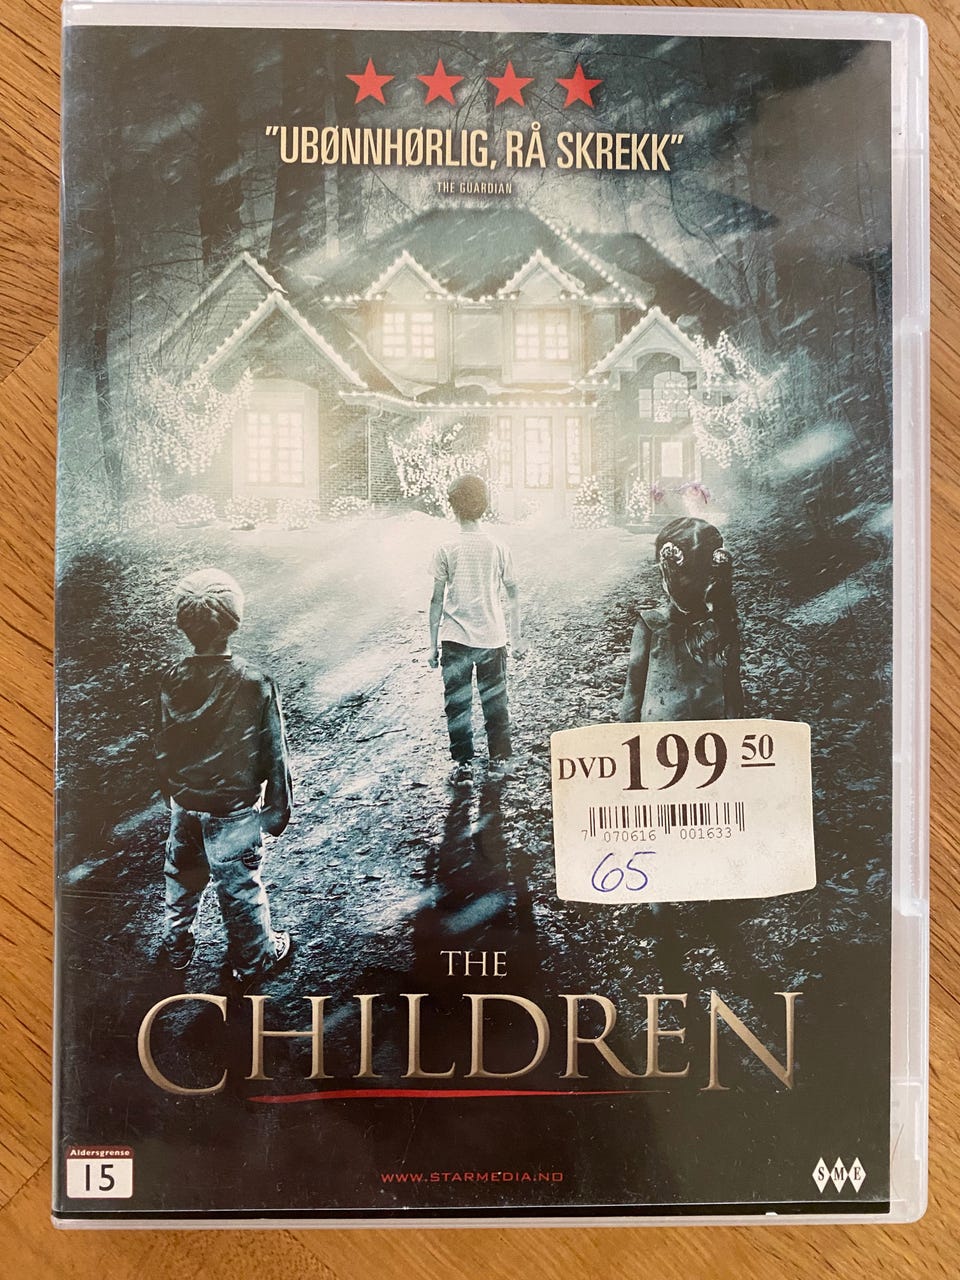 "UBØNNHØRLIG, RÅ SKREKK"
THE GUARDIAN
DVD 199 50
7 070616 001633
65
THE
CHILDREN
Aldersgrense
15
WWW.STARMEDIA.NO
SME